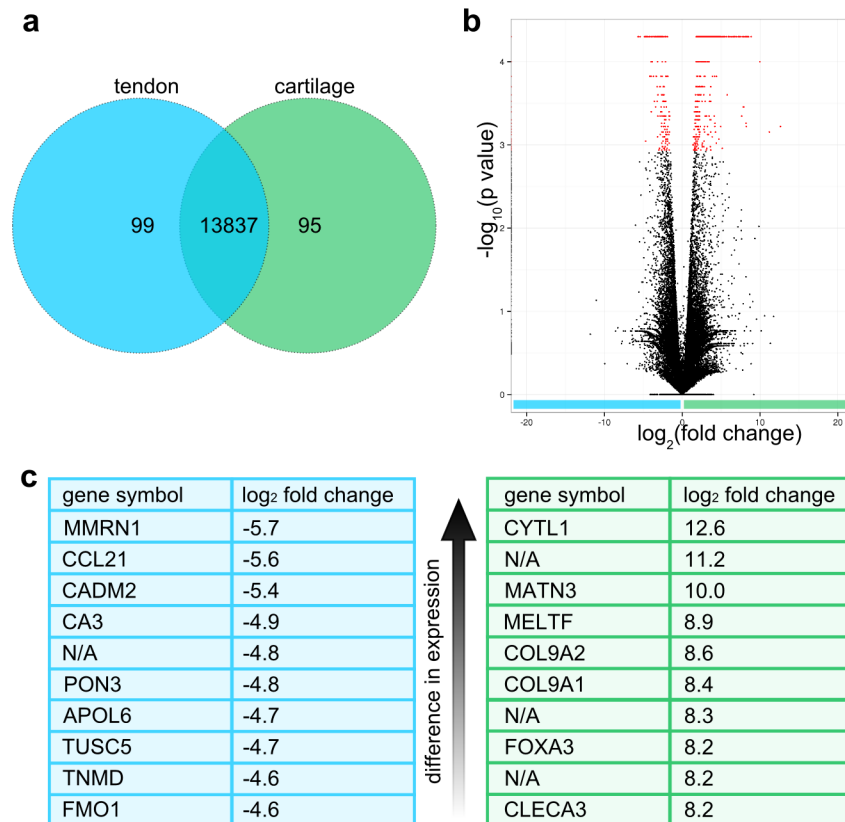 a
tendon
cartilage
99
13837
95
b
-log10(p value)
4
3
2
1
0
-20
-10
0
10
20
log2(fold change)
c
gene symbol log2 fold change
MMRN1 -5.7
CCL21 -5.6
CADM2 -5.4
CA3 -4.9
N/A -4.8
PON3 -4.8
APOL6 -4.7
TUSC5 -4.7
TNMD -4.6
FMO1 -4.6
difference in expression
gene symbol log2 fold change
CYTL1 12.6
N/A 11.2
MATN3 10.0
MELTF 8.9
COL9A2 8.6
COL9A1 8.4
N/A 8.3
FOXA3 8.2
N/A 8.2
CLECA3 8.2